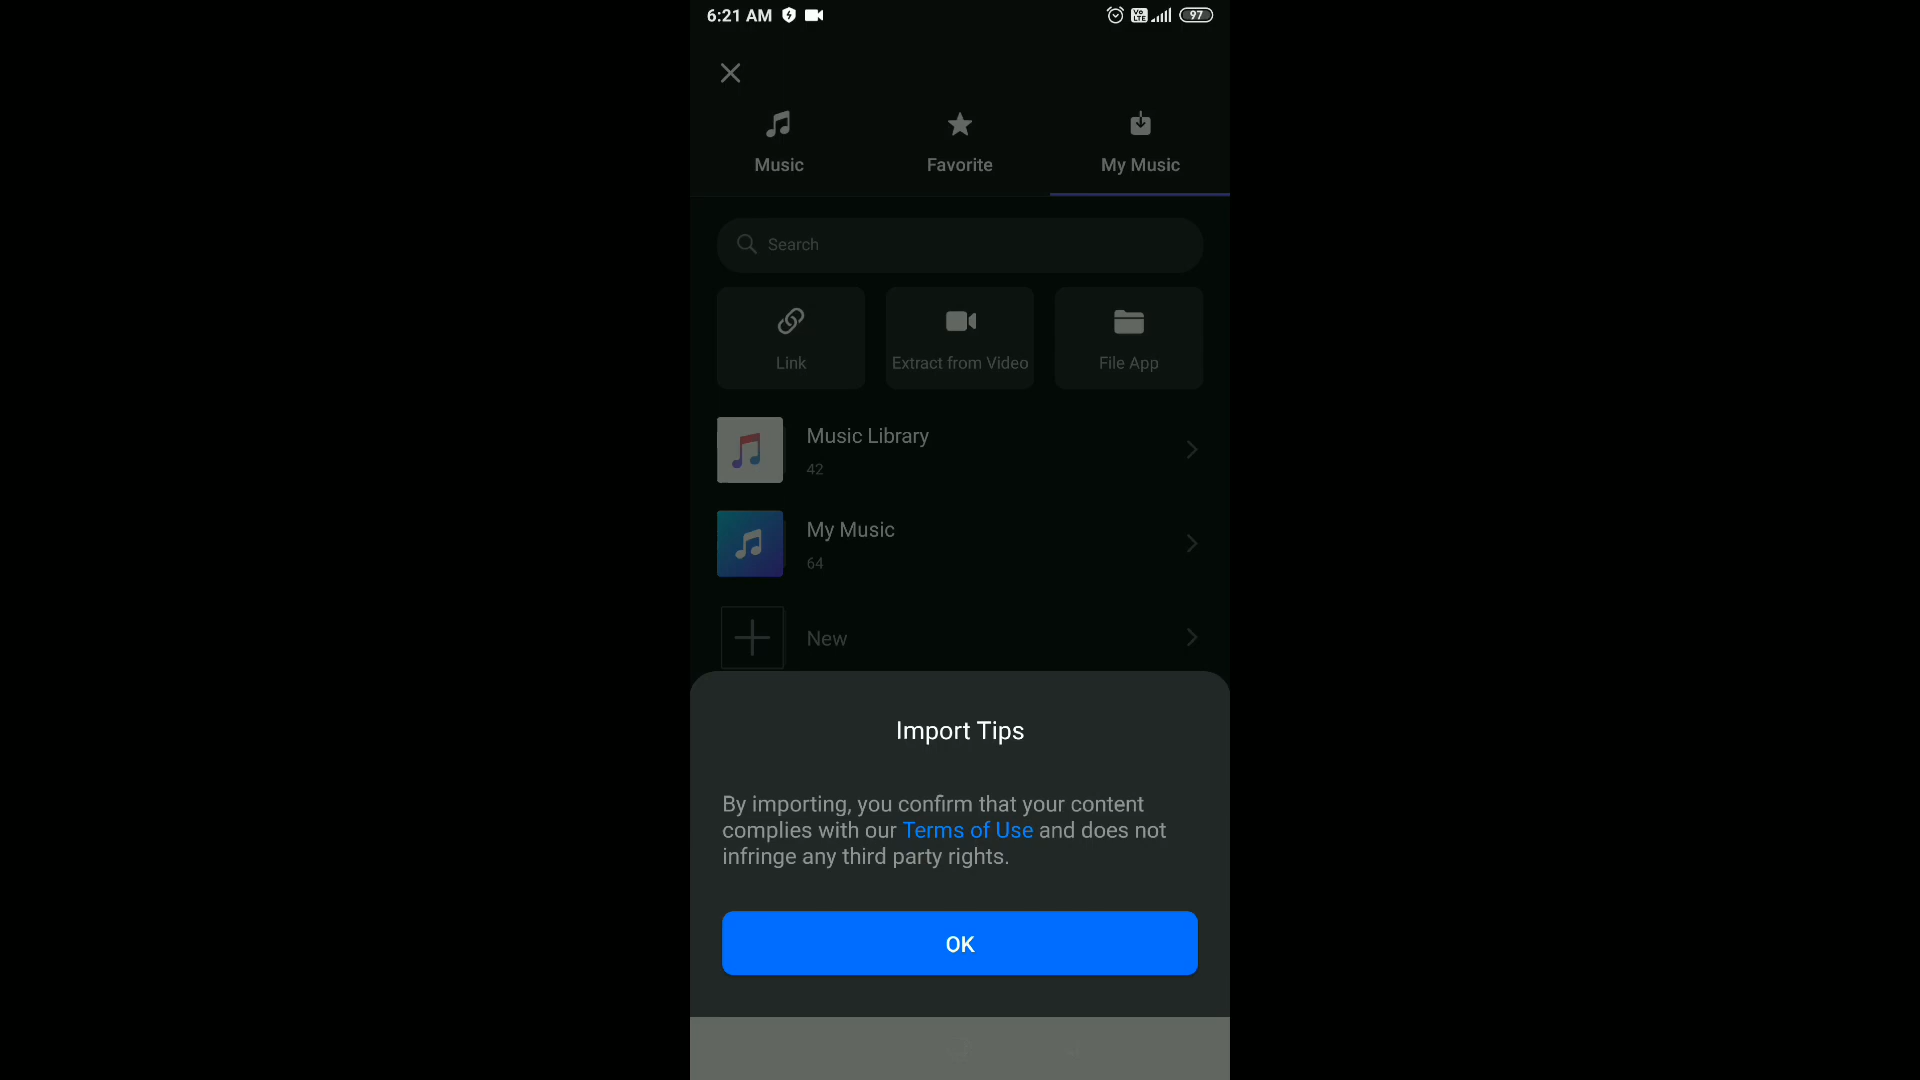 6:21 AM
Vo
LTE
97
Music
Favorite
My Music
Search
Link
Extract from Video
File App
Music Library
42
My Music
64
New
Import Tips
By importing, you confirm that your content
complies with our Terms of Use and does not
infringe any third party rights.
OK